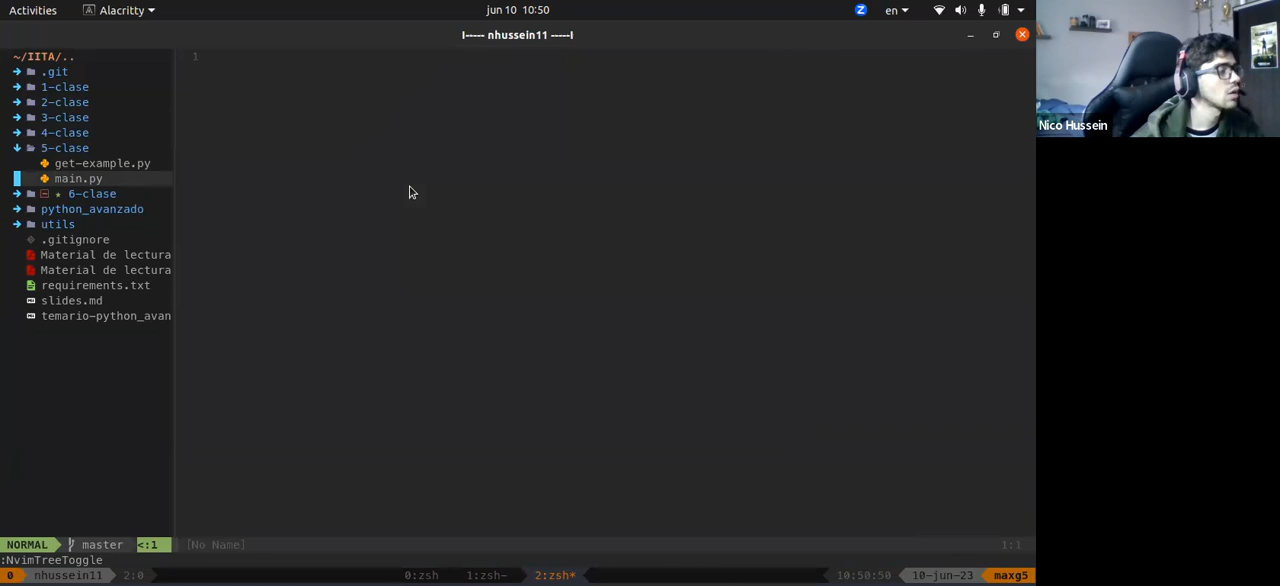 Activities Alacritty jun 10 10:50 Z en
I----- nhussein11 -----I
~/IITA/..
.git
1-clase
2-clase
3-clase
4-clase
5-clase
get-example.py
main.py
6-clase
python_avanzado
utils
.gitignore
Material de lectura
Material de lectura
requirements.txt
slides.md
temario-python_avan
1
Nico Hussein
NORMAL master <:1 [No Name] 1:1
:NvimTreeToggle
0 nhussein11 2:0 0:zsh 1:zsh- 2:zsh* 10:50:50 10-jun-23 maxg5